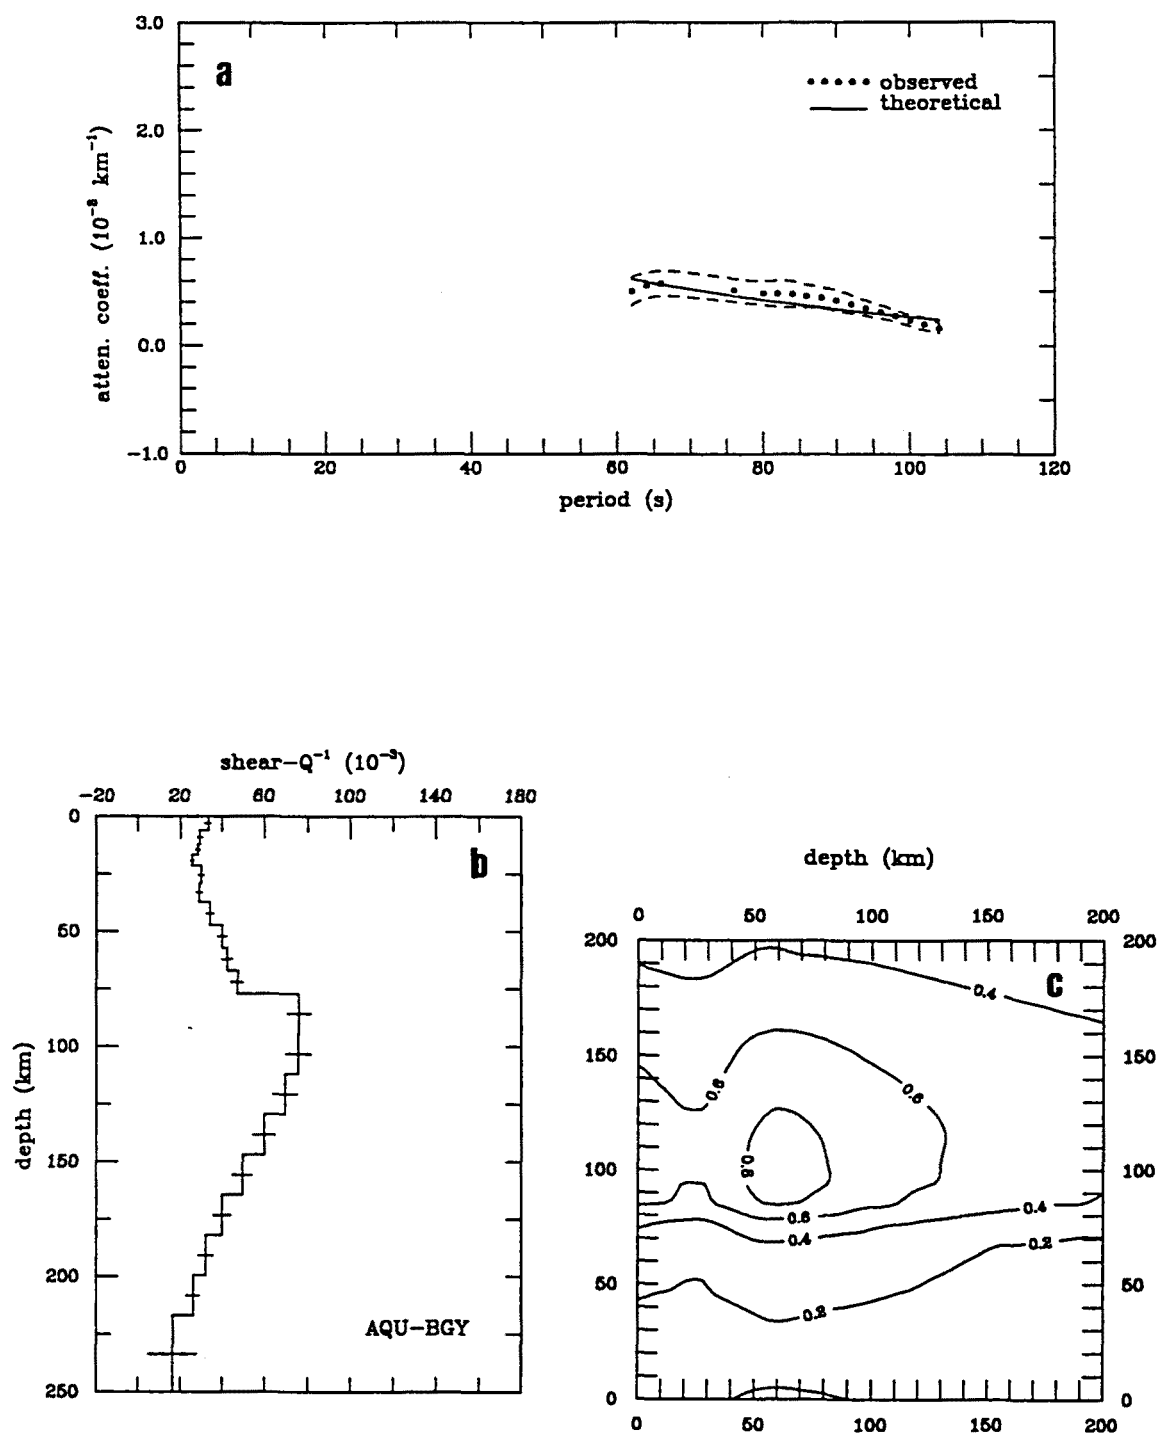 3.0
2.0
1.0
0.0
−1.0
a
observed
theoretical
atten. coeff. (10⁻³ km⁻¹)
0 20 40 60 80 100 120
period (s)
shear−Q⁻¹ (10⁻³)
−20 20 60 100 140 180
0
50
100
150
200
250
depth (km)
b
AQU−BGY
depth (km)
0 50 100 150 200
200 200
150 150
100 100
50 50
0 0
c
0.4
0.6 0.6
0.8
0.6 0.4
0.4 0.2
0.2
0 50 100 150 200